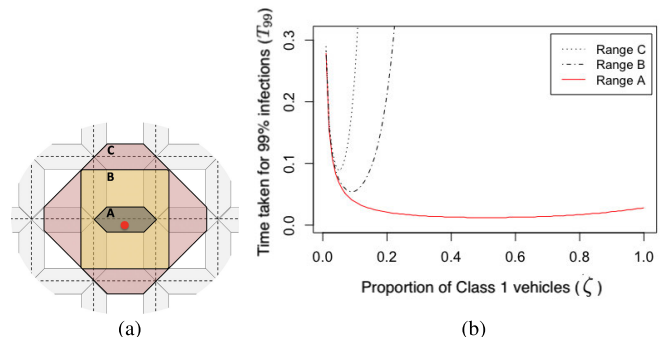 C
B
A
(a)
Time taken for 99% infections (T99)
0.3
0.2
0.1
0.0
Range C
Range B
Range A
0.0 0.2 0.4 0.6 0.8 1.0
Proportion of Class 1 vehicles (ζ)
(b)